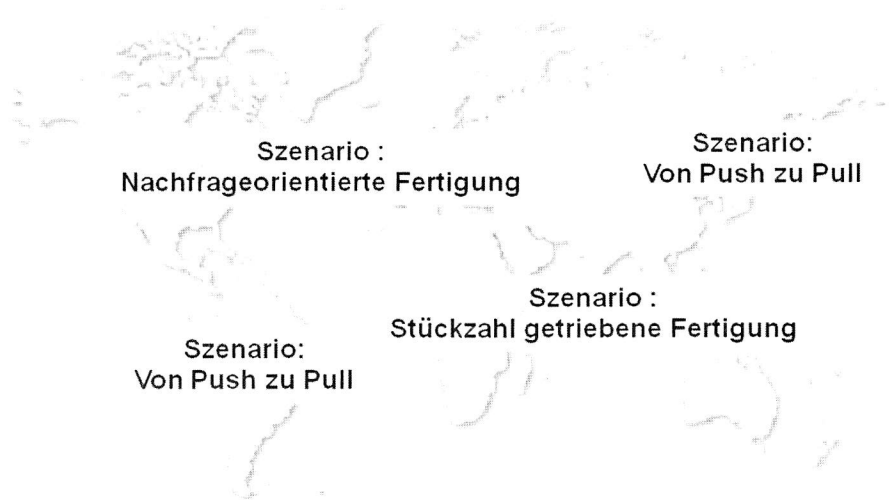 Szenario :
Nachfrageorientierte Fertigung
Szenario:
Von Push zu Pull
Szenario :
Stückzahl getriebene Fertigung
Szenario:
Von Push zu Pull